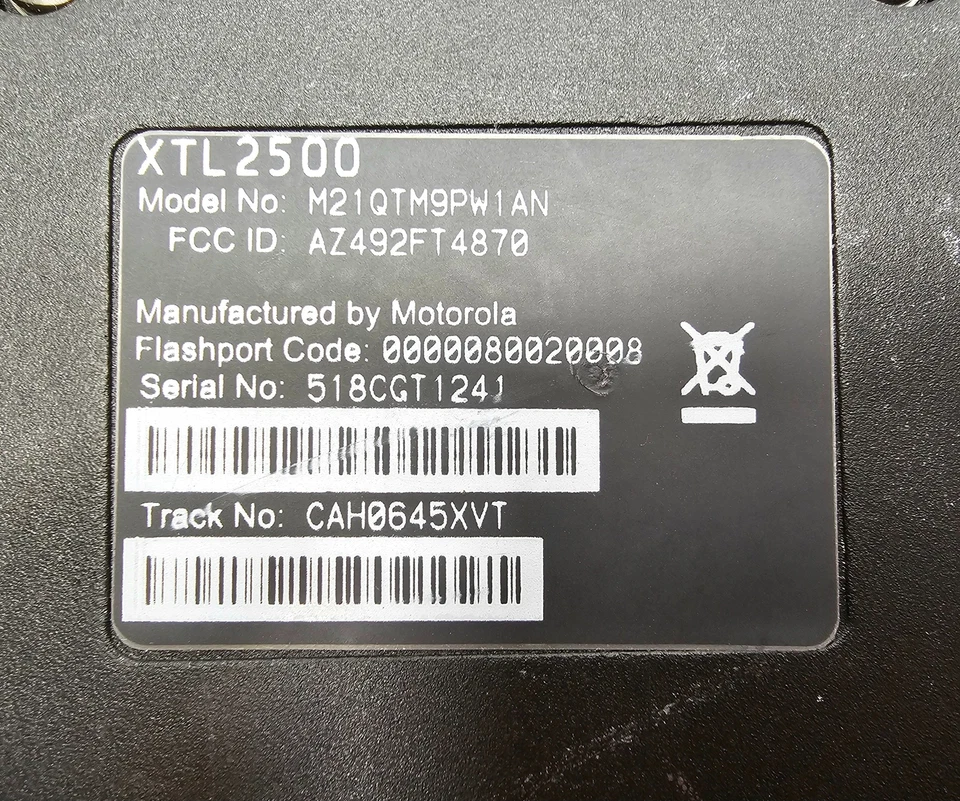 XTL2500
Model No: M21QTM9PW1AN
FCC ID: AZ492FT4870
Manufactured by Motorola
Flashport Code: 0000080020008
Serial No: 518CGT1241
Track No: CAH0645XVT